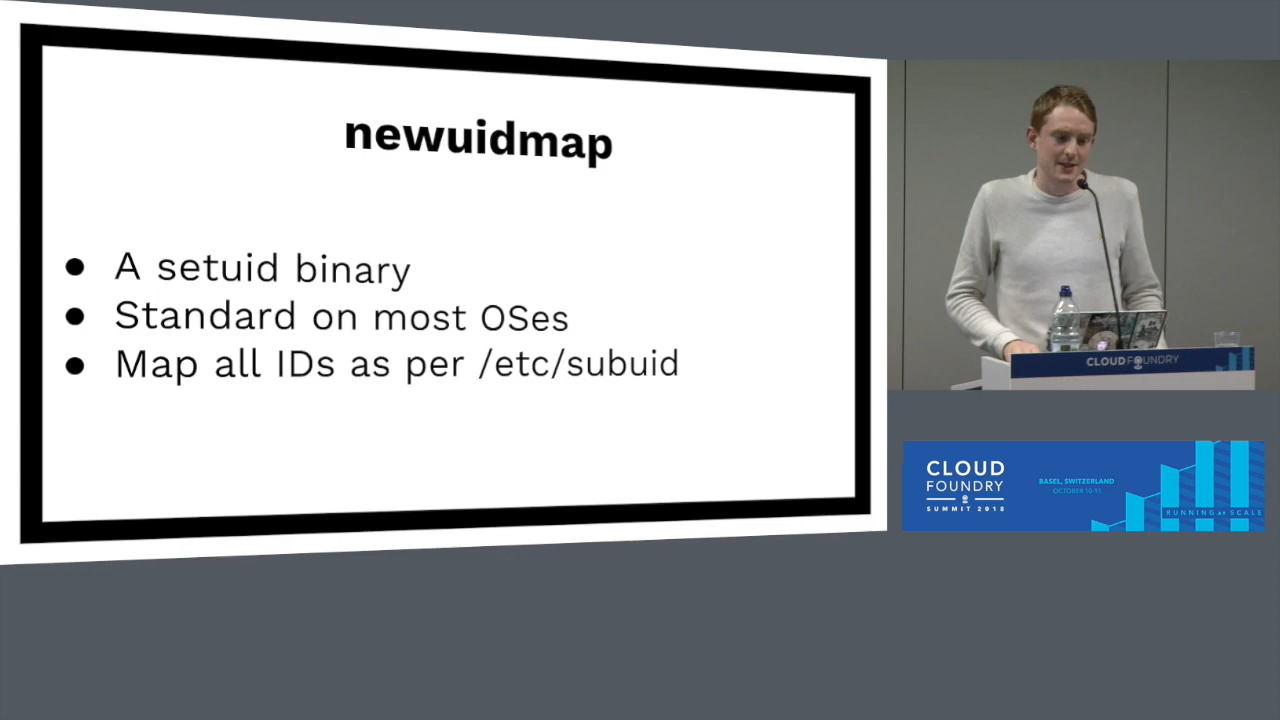 newuidmap
● A setuid binary
● Standard on most OSes
● Map all IDs as per /etc/subuid
CLOUD FOUNDRY
CLOUD
FOUNDRY
SUMMIT 2018
BASEL, SWITZERLAND
OCTOBER 10-11
RUNNING AT SCALE